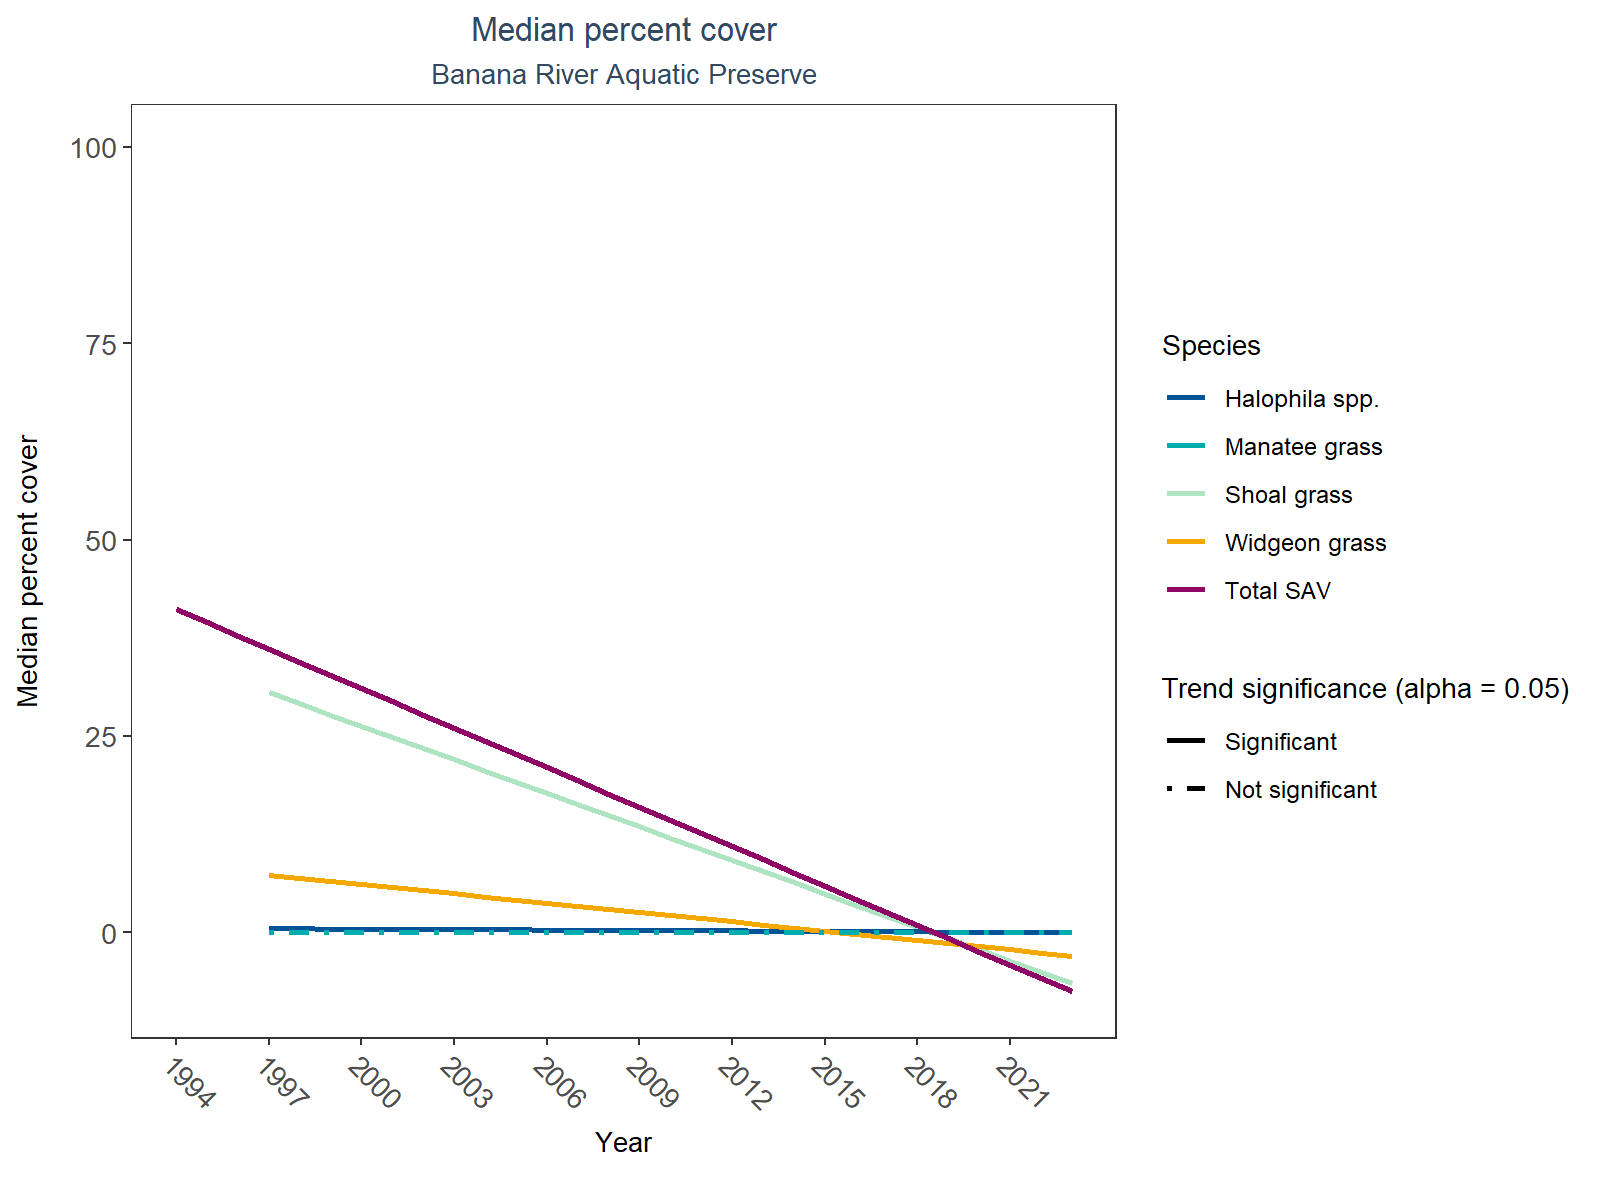 Median percent cover
Banana River Aquatic Preserve
Median percent cover
100
75
50
25
0
1994
1997
2000
2003
2006
2009
2012
2015
2018
2021
Year
Species
Halophila spp.
Manatee grass
Shoal grass
Widgeon grass
Total SAV
Trend significance (alpha = 0.05)
Significant
Not significant